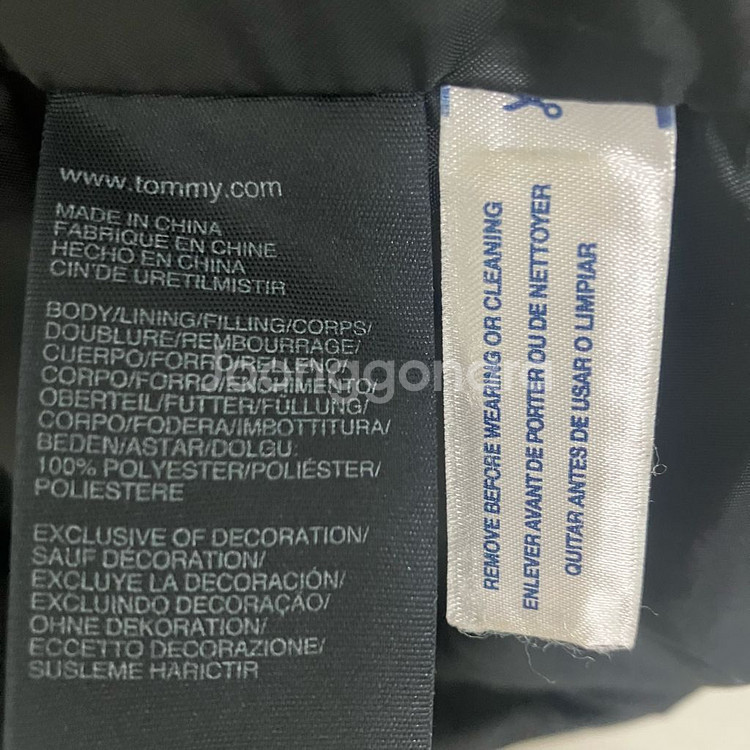 www.tommy.com
MADE IN CHINA
FABRIQUE EN CHINE
HECHO EN CHINA
CIN'DE URETILMISTIR
BODY/LINING/FILLING/CORPS/
DOUBLURE/REMBOURRAGE/
CUERPO/FORRO/RELLENO/
CORPO/FORRO/ENCHIMENTO/
OBERTEIL/FUTTER/FÜLLUNG/
CORPO/FODERA/IMBOTTITURA/
BEDEN/ASTAR/DOLGU:
100% POLYESTER/POLIÉSTER/
POLIESTERE
EXCLUSIVE OF DECORATION/
SAUF DÉCORATION/
EXCLUYE LA DECORACIÓN/
EXCLUINDO DECORAÇÃO/
OHNE DEKORATION/
ECCETTO DECORAZIONE/
SUSLEME HARICTIR
REMOVE BEFORE WEARING OR CLEANING
ENLEVER AVANT DE PORTER OU DE NETTOYER
QUITAR ANTES DE USAR O LIMPIAR